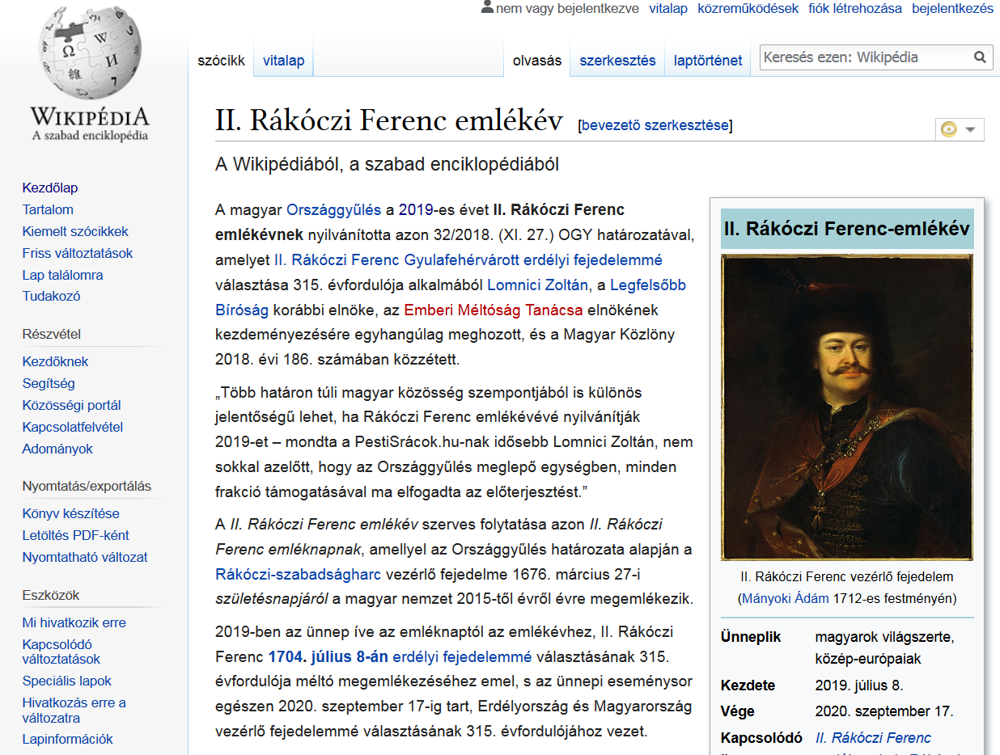 nem vagy bejelentkezve vitalap közreműködések fiók létrehozása bejelentkezés
WIKIPÉDIA
A szabad enciklopédia
szócikk vitalap olvasás szerkesztés laptörténet Keresés ezen: Wikipédia
Kezdőlap
Tartalom
Kiemelt szócikkek
Friss változtatások
Lap találomra
Tudakozó
Részvétel
Kezdőknek
Segítség
Közösségi portál
Kapcsolatfelvétel
Adományok
Nyomtatás/exportálás
Könyv készítése
Letöltés PDF-ként
Nyomtatható változat
Eszközök
Mi hivatkozik erre
Kapcsolódó
változtatások
Speciális lapok
Hivatkozás erre a
változatra
Lapinformációk
II. Rákóczi Ferenc emlékév [bevezető szerkesztése]
A Wikipédiából, a szabad enciklopédiából
A magyar Országgyűlés a 2019-es évet II. Rákóczi Ferenc
emlékévnek nyilvánította azon 32/2018. (XI. 27.) OGY határozatával,
amelyet II. Rákóczi Ferenc Gyulafehérvárott erdélyi fejedelemmé
választása 315. évfordulója alkalmából Lomnici Zoltán, a Legfelsőbb
Bíróság korábbi elnöke, az Emberi Méltóság Tanácsa elnökének
kezdeményezésére egyhangúlag meghozott, és a Magyar Közlöny
2018. évi 186. számában közzétett.
„Több határon túli magyar közösség szempontjából is különös
jelentőségű lehet, ha Rákóczi Ferenc emlékévévé nyilvánítják
2019-et – mondta a PestiSrácok.hu-nak idősebb Lomnici Zoltán, nem
sokkal azelőtt, hogy az Országgyűlés meglepő egységben, minden
frakció támogatásával ma elfogadta az előterjesztést.”
A II. Rákóczi Ferenc emlékév szerves folytatása azon II. Rákóczi
Ferenc emléknapnak, amellyel az Országgyűlés határozata alapján a
Rákóczi-szabadságharc vezérlő fejedelme 1676. március 27-i
születésnapjáról a magyar nemzet 2015-től évről évre megemlékezik.
2019-ben az ünnep íve az emléknaptól az emlékévhez, II. Rákóczi
Ferenc 1704. július 8-án erdélyi fejedelemmé választásának 315.
évfordulója méltó megemlékezéséhez emel, s az ünnepi eseménysor
egészen 2020. szeptember 17-ig tart, Erdélyország és Magyarország
vezérlő fejedelemmé választásának 315. évfordulójához vezet.
II. Rákóczi Ferenc-emlékév
II. Rákóczi Ferenc vezérlő fejedelem
(Mányoki Ádám 1712-es festményén)
Ünneplik magyarok világszerte,
közép-európaiak
Kezdete 2019. július 8.
Vége 2020. szeptember 17.
Kapcsolódó II. Rákóczi Ferenc